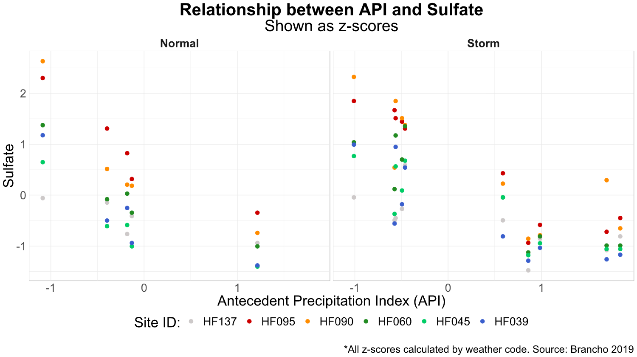 Relationship between API and Sulfate
Shown as z-scores
Normal Storm
Sulfate
2
1
0
-1
-1 0 1 -1 0 1
Antecedent Precipitation Index (API)
Site ID: HF137 HF095 HF090 HF060 HF045 HF039
*All z-scores calculated by weather code. Source: Brancho 2019